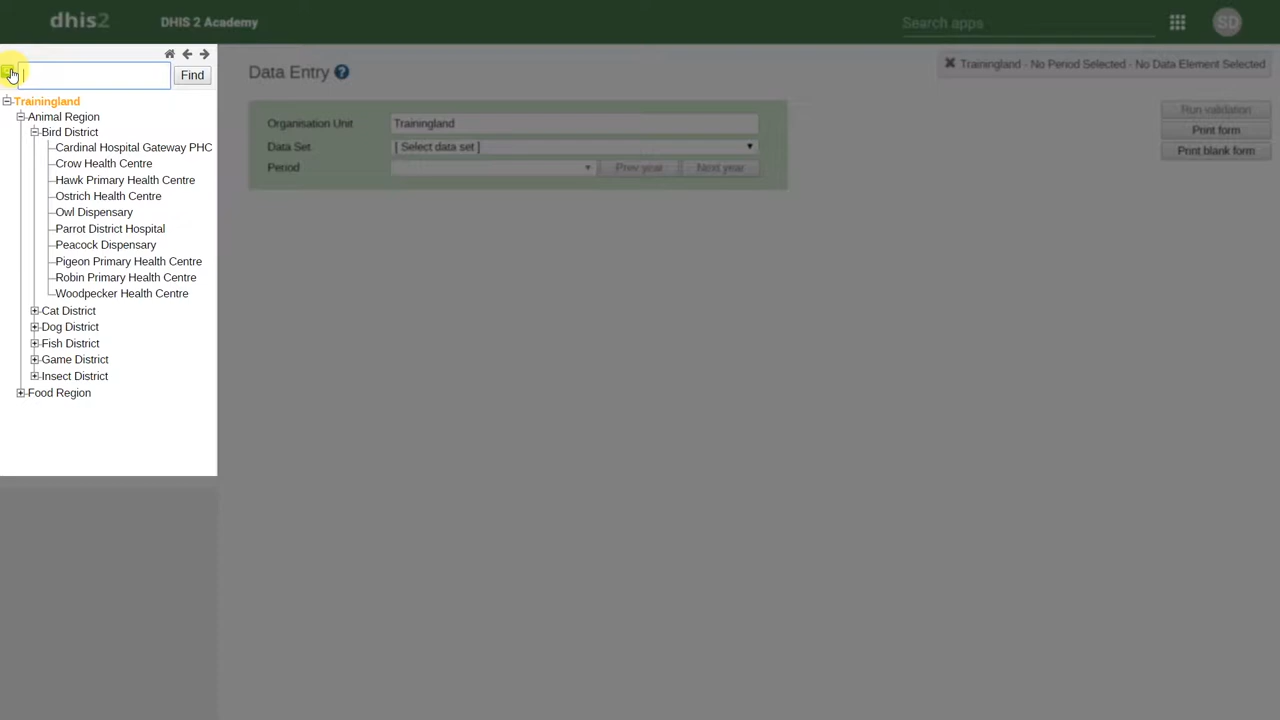 dhis2
DHIS 2 Academy
Search apps
SD
Find
Trainingland
Animal Region
Bird District
Cardinal Hospital Gateway PHC
Crow Health Centre
Hawk Primary Health Centre
Ostrich Health Centre
Owl Dispensary
Parrot District Hospital
Peacock Dispensary
Pigeon Primary Health Centre
Robin Primary Health Centre
Woodpecker Health Centre
Cat District
Dog District
Fish District
Game District
Insect District
Food Region
Data Entry ?
Trainingland - No Period Selected - No Data Element Selected
Organisation Unit Trainingland
Data Set [ Select data set ]
Period Prev year Next year
Run validation
Print form
Print blank form